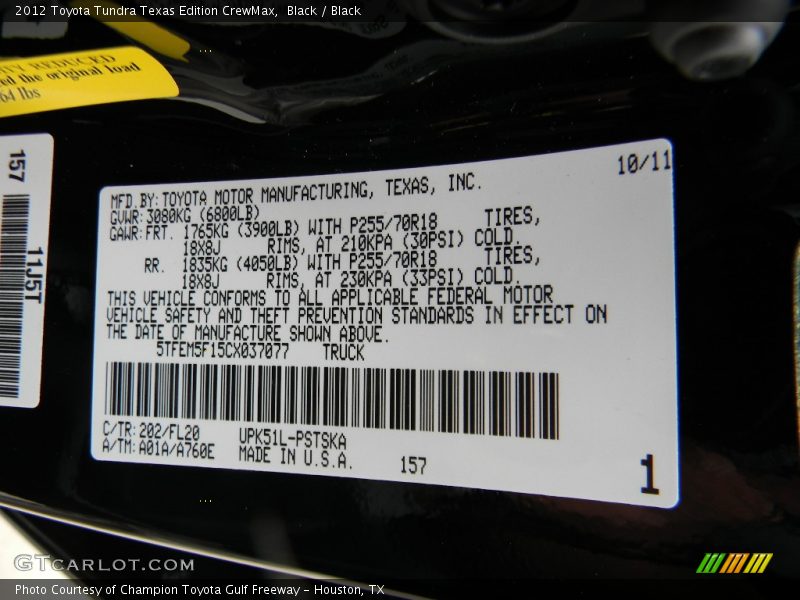 2012 Toyota Tundra Texas Edition CrewMax, Black / Black
REDUCED
the original load
64 lbs
157
11J5T
10/11
MFD.BY:TOYOTA MOTOR MANUFACTURING, TEXAS, INC.
GVWR:3080KG (6800LB)
GAWR:FRT. 1765KG (3900LB) WITH P255/70R18 TIRES,
18X8J RIMS, AT 210KPA (30PSI) COLD.
RR. 1835KG (4050LB) WITH P255/70R18 TIRES,
18X8J RIMS, AT 230KPA (33PSI) COLD.
THIS VEHICLE CONFORMS TO ALL APPLICABLE FEDERAL MOTOR
VEHICLE SAFETY AND THEFT PREVENTION STANDARDS IN EFFECT ON
THE DATE OF MANUFACTURE SHOWN ABOVE.
5TFEM5F15CX037077 TRUCK
C/TR:202/FL20 UPK51L-PSTSKA
A/TM:A01A/A760E MADE IN U.S.A. 157
1
GTCARLOT.COM
Photo Courtesy of Champion Toyota Gulf Freeway - Houston, TX